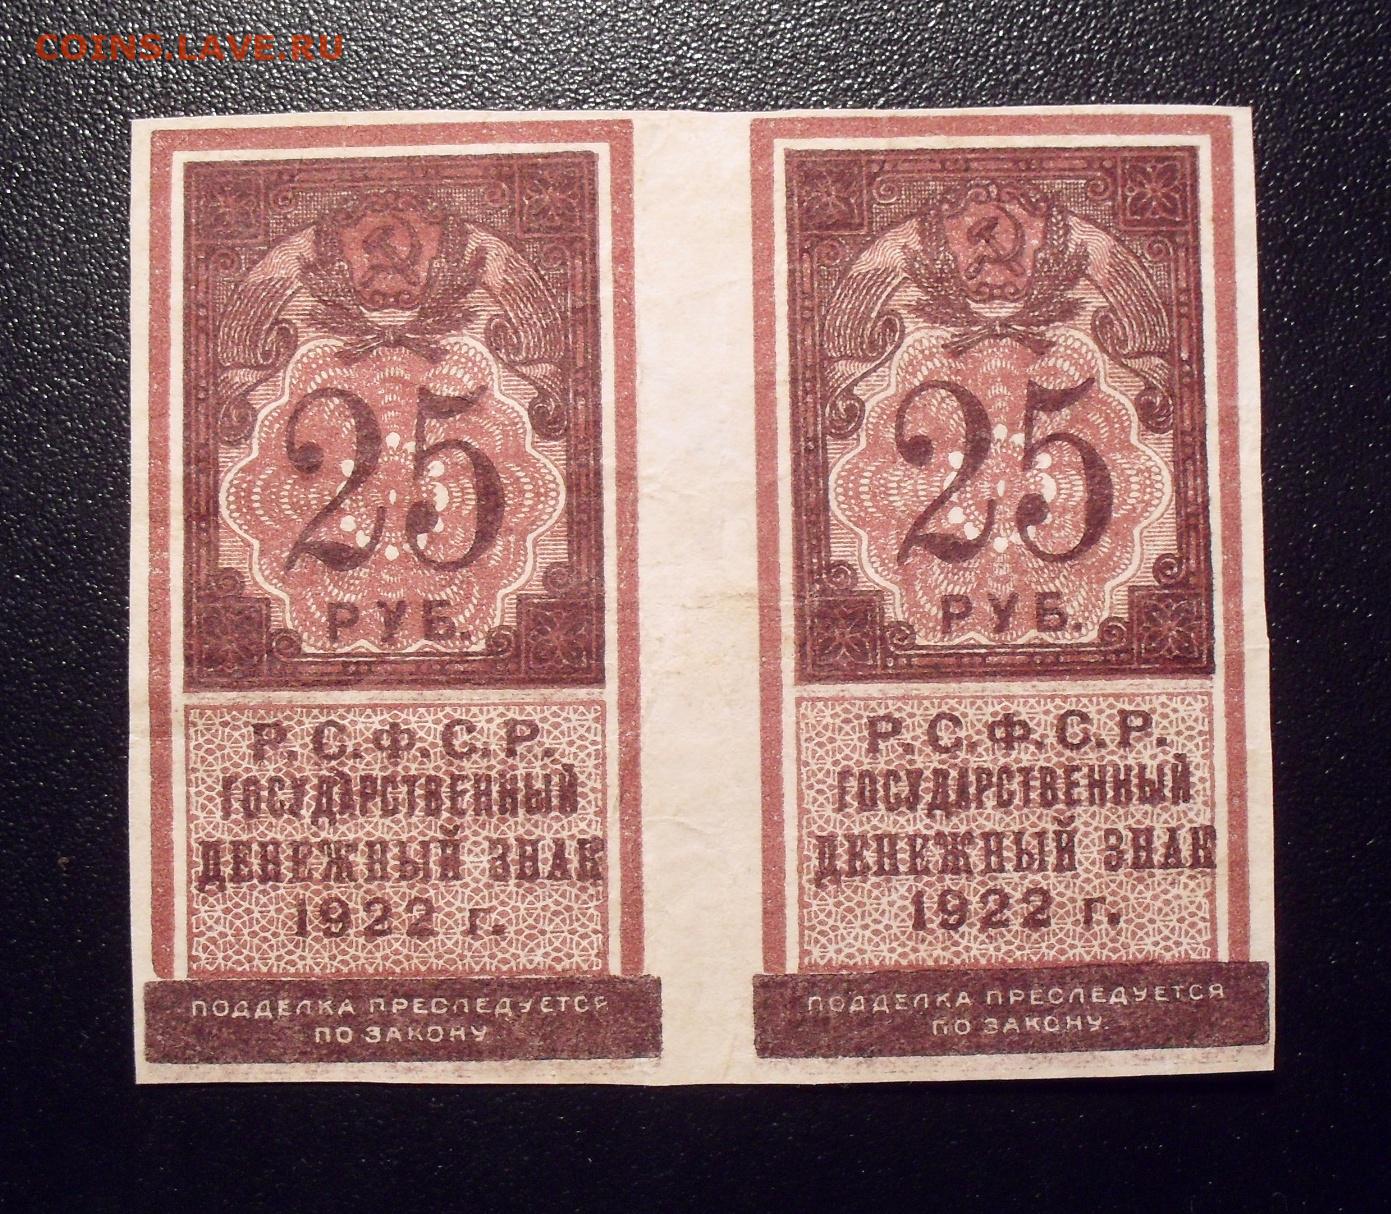 COINS.LAVE.RU
25
РУБ.
Р.С.Ф.С.Р.
ГОСУДАРСТВЕННЫЙ
ДЕНЕЖНЫЙ ЗНАК
1922 г.
ПОДДЕЛКА ПРЕСЛЕДУЕТСЯ
ПО ЗАКОНУ
25
РУБ.
Р.С.Ф.С.Р.
ГОСУДАРСТВЕННЫЙ
ДЕНЕЖНЫЙ ЗНАК
1922 г.
ПОДДЕЛКА ПРЕСЛЕДУЕТСЯ
ПО ЗАКОНУ.